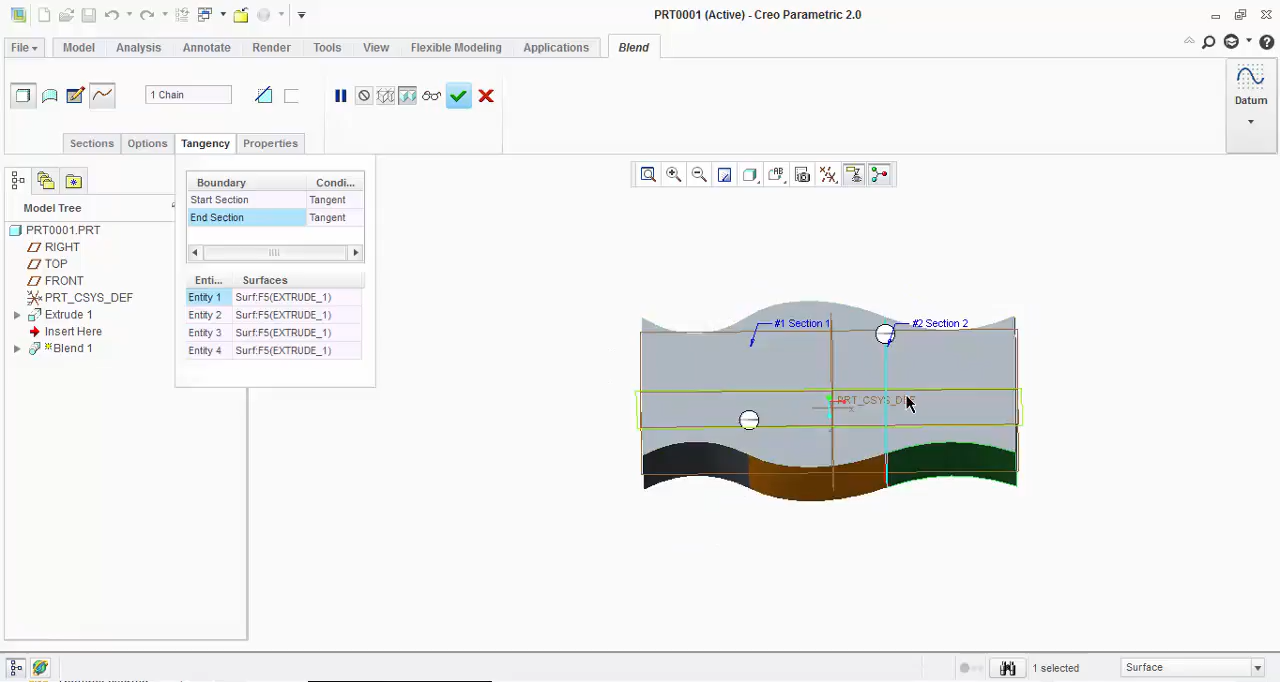 PRT0001 (Active) - Creo Parametric 2.0
File Model Analysis Annotate Render Tools View Flexible Modeling Applications Blend
1 Chain
Datum
Sections Options Tangency Properties
Boundary Condi...
Start Section Tangent
End Section Tangent
Enti... Surfaces
Entity 1 Surf:F5(EXTRUDE_1)
Entity 2 Surf:F5(EXTRUDE_1)
Entity 3 Surf:F5(EXTRUDE_1)
Entity 4 Surf:F5(EXTRUDE_1)
Model Tree
PRT0001.PRT
RIGHT
TOP
FRONT
PRT_CSYS_DEF
Extrude 1
Insert Here
Blend 1
#1 Section 1
#2 Section 2
PRT_CSYS_DEF
1 selected
Surface